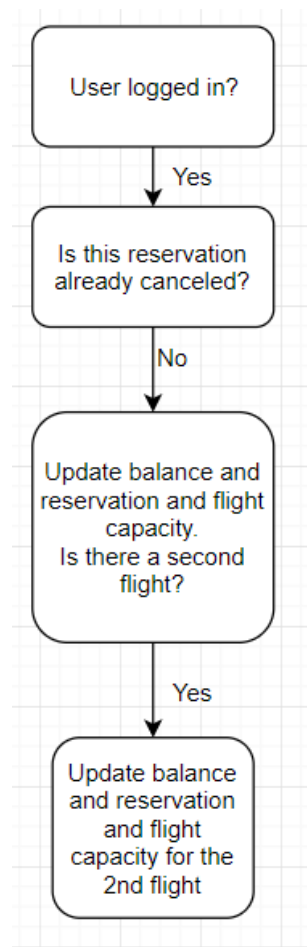 User logged in?
Yes
Is this reservation
already canceled?
No
Update balance and
reservation and flight
capacity.
Is there a second
flight?
Yes
Update balance
and reservation
and flight
capacity for the
2nd flight